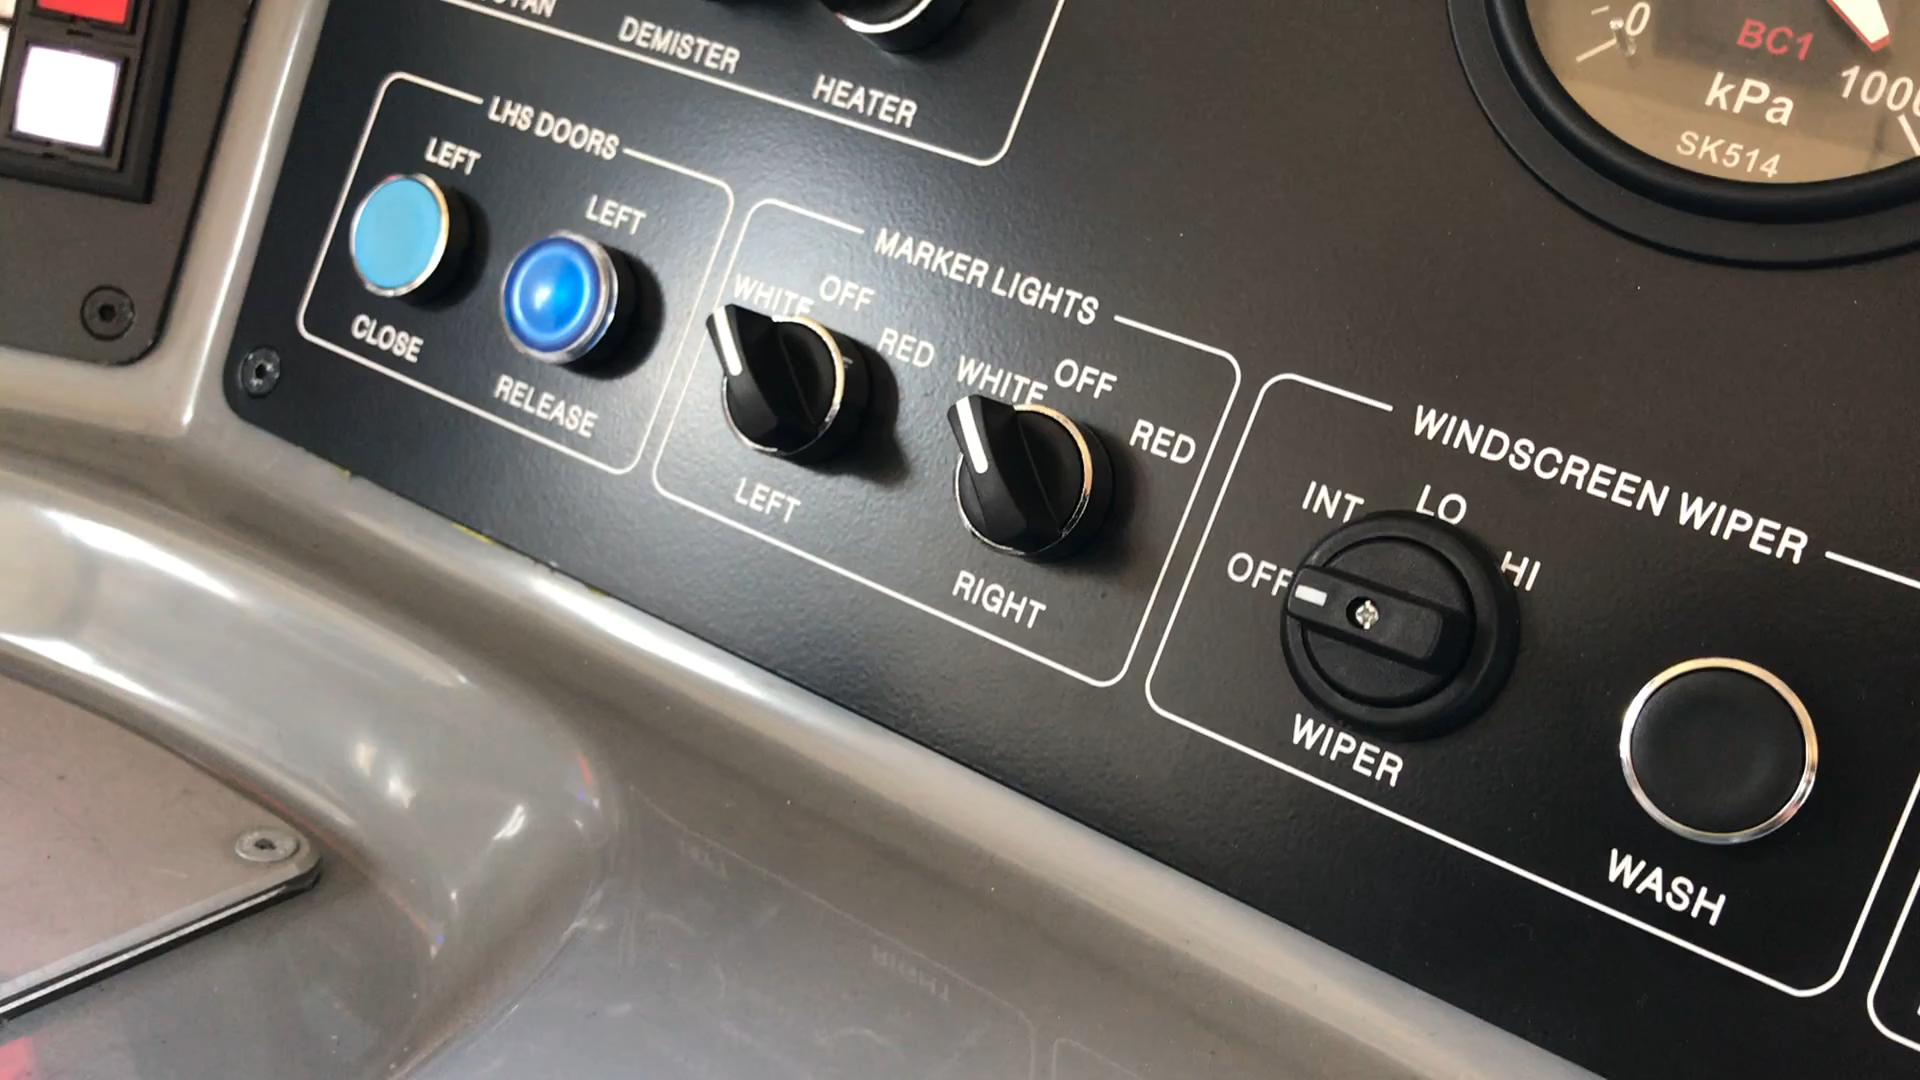 DEMISTER
HEATER
0
BC1
kPa
SK514
LHS DOORS
LEFT
LEFT
CLOSE
RELEASE
MARKER LIGHTS
WHITE
OFF
RED
LEFT
WHITE
OFF
RED
RIGHT
WINDSCREEN WIPER
OFF
INT
LO
HI
WIPER
WASH